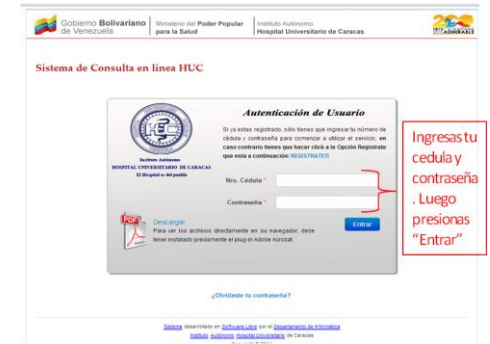 Gobierno Bolivariano
de Venezuela
Ministerio del Poder Popular
para la Salud
Instituto Autónomo
Hospital Universitario de Caracas
Sistema de Consulta en línea HUC
Autenticación de Usuario
Si ya estas registrado, sólo tienes que ingresar tu número de
cédula y contraseña para comenzar a utilizar el servicio, en
caso contrario tienes que hacer click a la Opción Registrate
que esta a continuación: REGISTRATE!!!
HUC
Instituto Autónomo
HOSPITAL UNIVERSITARIO DE CARACAS
El Hospital es del pueblo
Nro. Cédula *
Contraseña *
Entrar
Descargar
Para ver los archivos directamente en su navegador, debe
tener instalado previamente el plug-in Adobe Acrobat.
Ingresas tu
cedula y
contraseña
. Luego
presionas
“Entrar”
¿Olvidaste tu contraseña?
Sistema desarrollado en Software Libre por el Departamento de Informática
Instituto Autónomo Hospital Universitario de Caracas